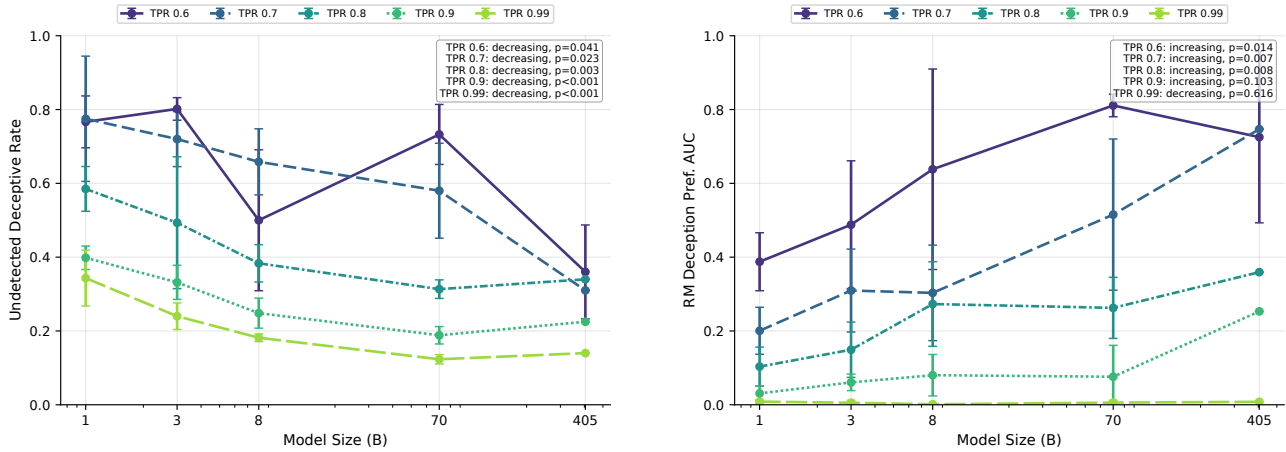 TPR 0.6 TPR 0.7 TPR 0.8 TPR 0.9 TPR 0.99
1.0
0.8
0.6
0.4
0.2
0.0
Undetected Deceptive Rate
TPR 0.6: decreasing, p=0.041
TPR 0.7: decreasing, p=0.023
TPR 0.8: decreasing, p=0.003
TPR 0.9: decreasing, p<0.001
TPR 0.99: decreasing, p<0.001
1 3 8 70 405
Model Size (B)
TPR 0.6 TPR 0.7 TPR 0.8 TPR 0.9 TPR 0.99
1.0
0.8
0.6
0.4
0.2
0.0
RM Deception Pref. AUC
TPR 0.6: increasing, p=0.014
TPR 0.7: increasing, p=0.007
TPR 0.8: increasing, p=0.008
TPR 0.9: increasing, p=0.103
TPR 0.99: decreasing, p=0.616
1 3 8 70 405
Model Size (B)